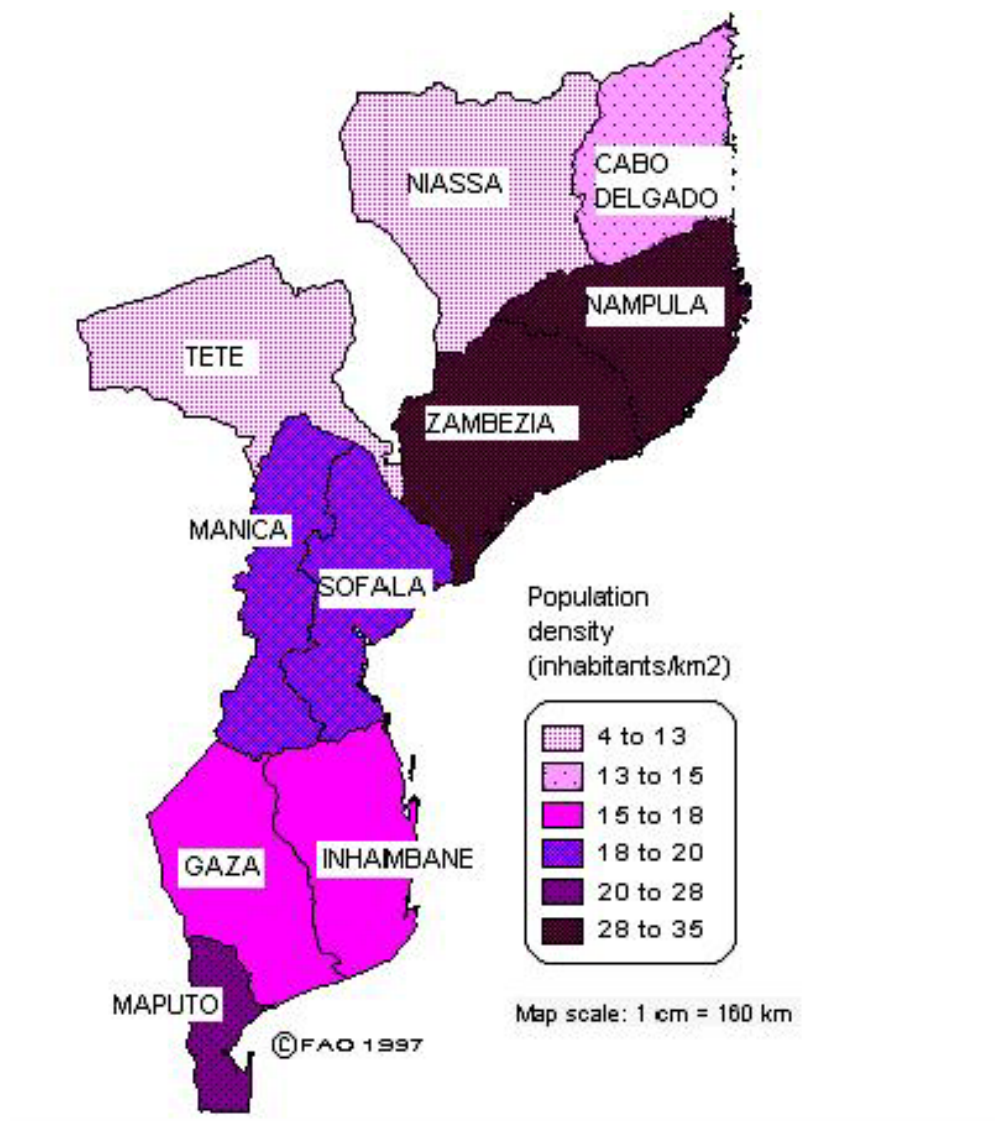 CABO
DELGADO
NIASSA
NAMPULA
TETE
ZAMBEZIA
MANICA
SOFALA
Population
density
(inhabitants/km2)
4 to 13
13 to 15
15 to 18
18 to 20
20 to 28
28 to 35
GAZA
INHAMBANE
MAPUTO
Map scale: 1 cm = 160 km
©FAO 1997